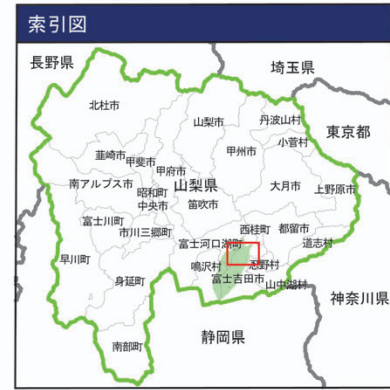 索引図
長野県
埼玉県
北杜市
山梨市
丹波山村
東京都
小菅村
韮崎市
甲州市
甲斐市
甲府市
南アルプス市
昭和町
山梨県
大月市
上野原市
中央市
笛吹市
富士川町
市川三郷町
西桂町
都留市
富士河口湖町
道志村
早川町
鳴沢村
忍野村
身延町
富士吉田市
山中湖村
神奈川県
静岡県
南部町